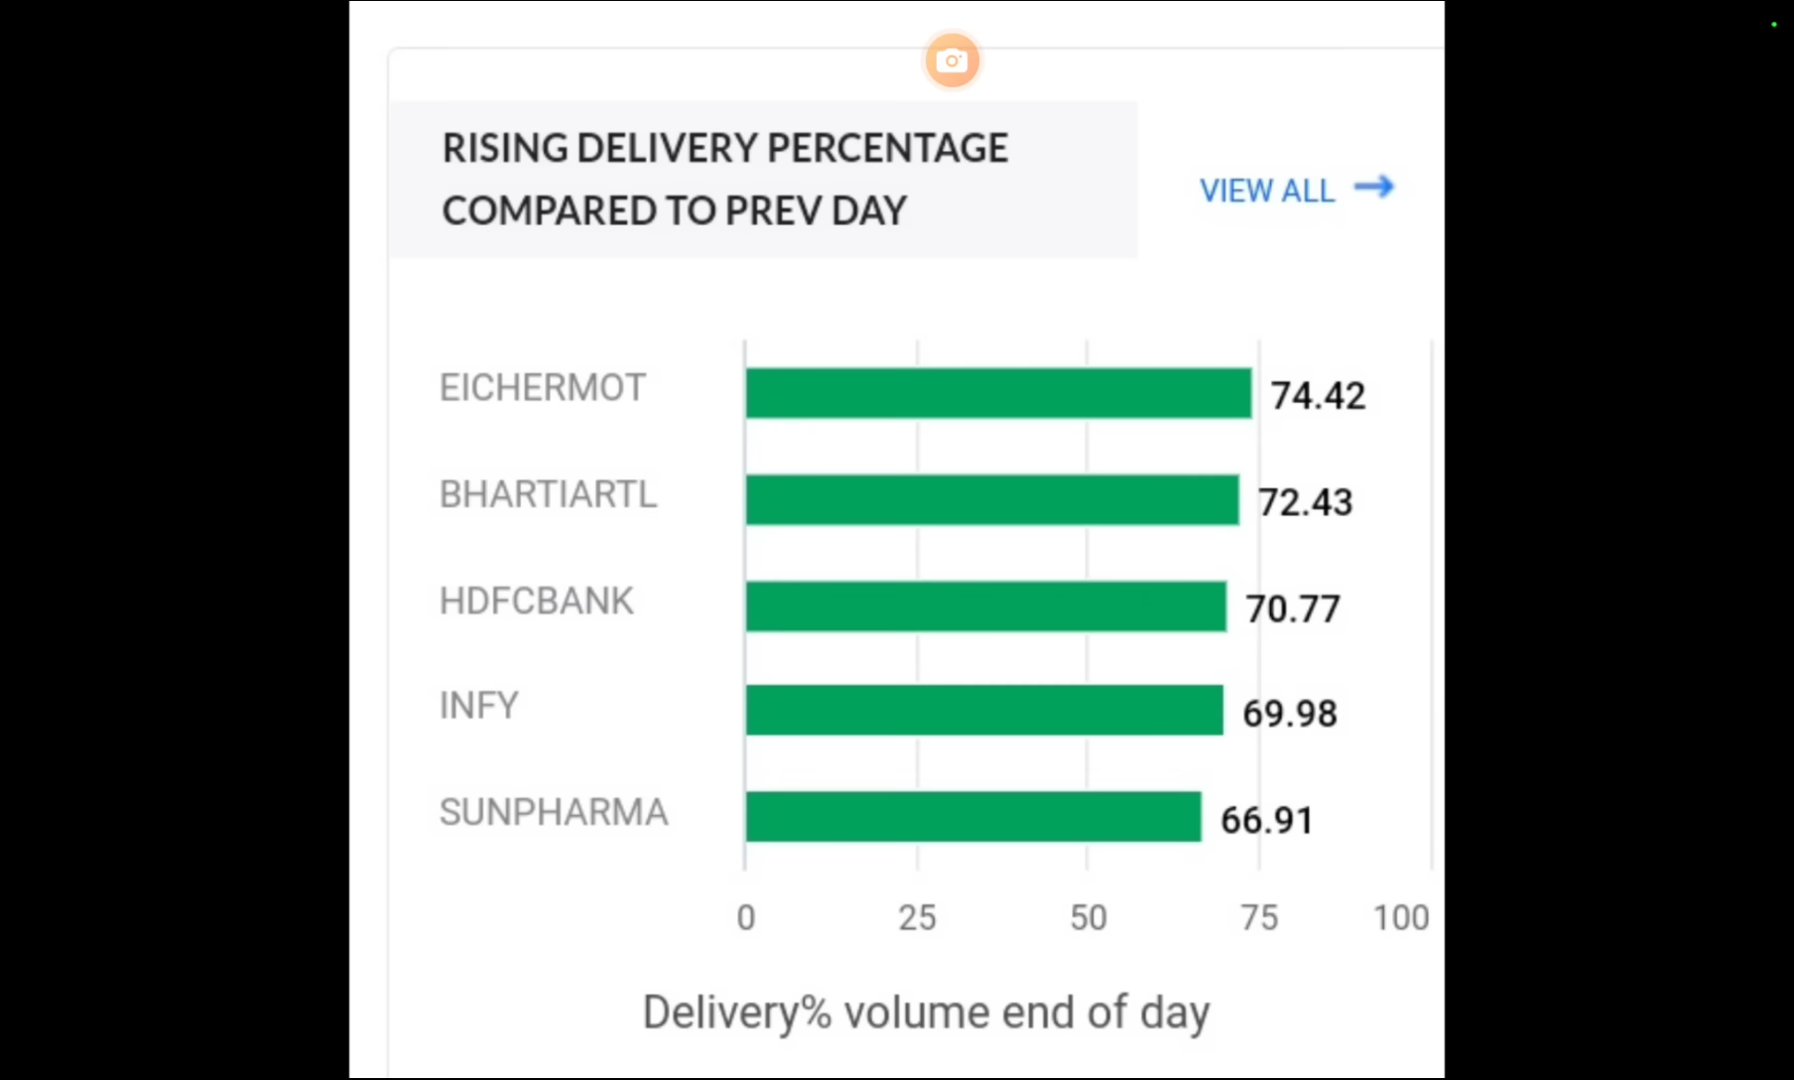 RISING DELIVERY PERCENTAGE
COMPARED TO PREV DAY
VIEW ALL
EICHERMOT 74.42
BHARTIARTL 72.43
HDFCBANK 70.77
INFY 69.98
SUNPHARMA 66.91
0 25 50 75 100
Delivery% volume end of day